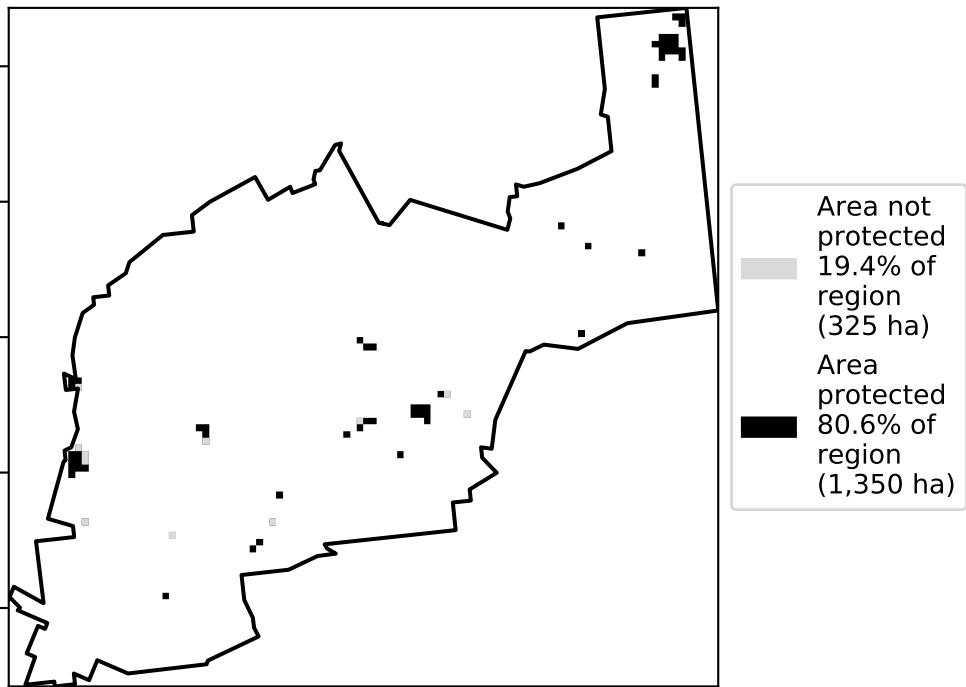 Area not
protected
19.4% of
region
(325 ha)
Area
protected
80.6% of
region
(1,350 ha)